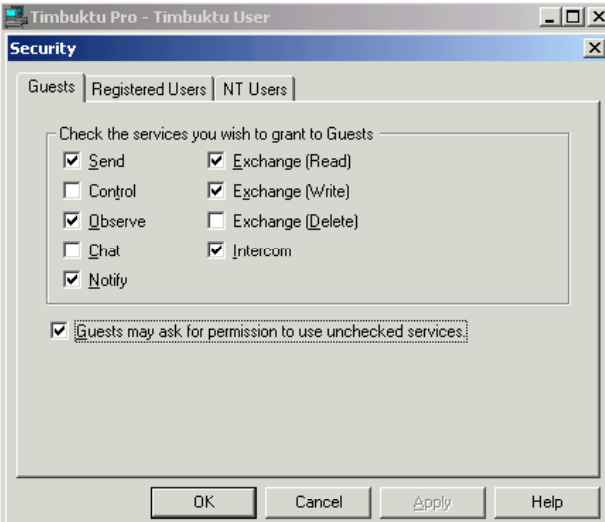 Timbuktu Pro - Timbuktu User
Security
Guests Registered Users NT Users
Check the services you wish to grant to Guests
Send Exchange (Read)
Control Exchange (Write)
Observe Exchange (Delete)
Chat Intercom
Notify
Guests may ask for permission to use unchecked services.
OK Cancel Apply Help